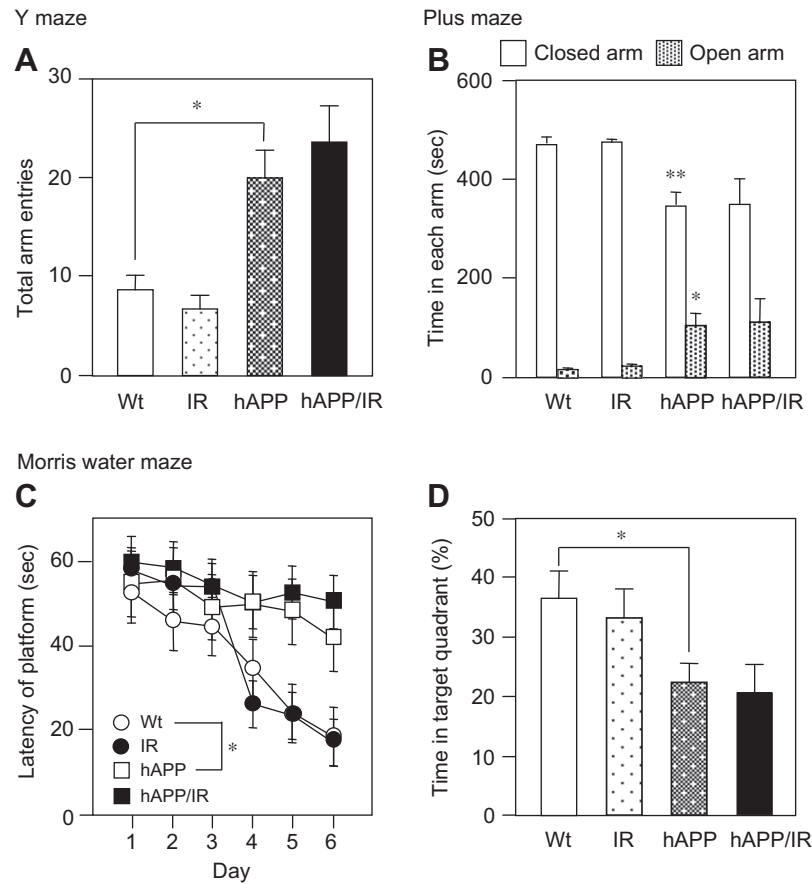 Y maze
Plus maze
A
Total arm entries
30
20
10
0
*
Wt IR hAPP hAPP/IR
B
Closed arm Open arm
Time in each arm (sec)
600
400
200
0
**
*
Wt IR hAPP hAPP/IR
Morris water maze
C
Latency of platform (sec)
60
40
20
0
Wt
IR
hAPP
hAPP/IR
*
1 2 3 4 5 6
Day
D
Time in target quadrant (%)
50
40
30
20
10
0
*
Wt IR hAPP hAPP/IR